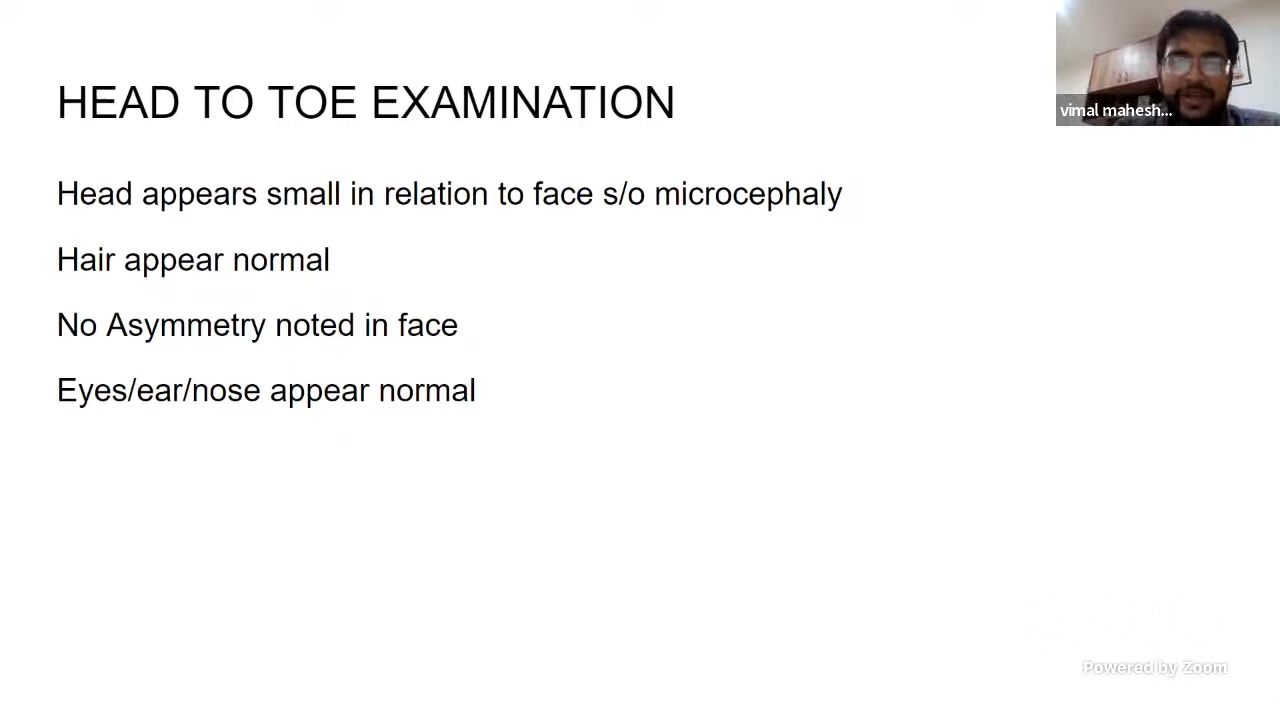 HEAD TO TOE EXAMINATION
vimal mahesh...
Head appears small in relation to face s/o microcephaly
Hair appear normal
No Asymmetry noted in face
Eyes/ear/nose appear normal
Powered by Zoom